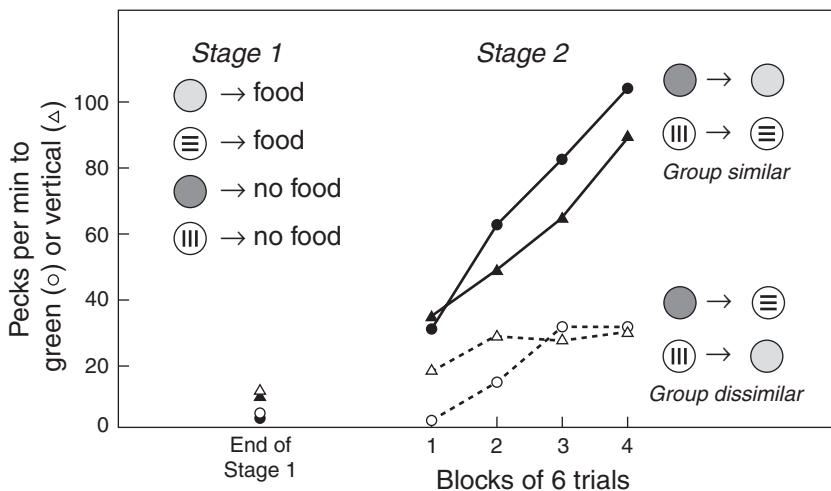 Stage 1
→ food
→ food
→ no food
→ no food
Stage 2
Group similar
Group dissimilar
Pecks per min to
green (○) or vertical (△)
100
80
60
40
20
0
End of
Stage 1
1 2 3 4
Blocks of 6 trials